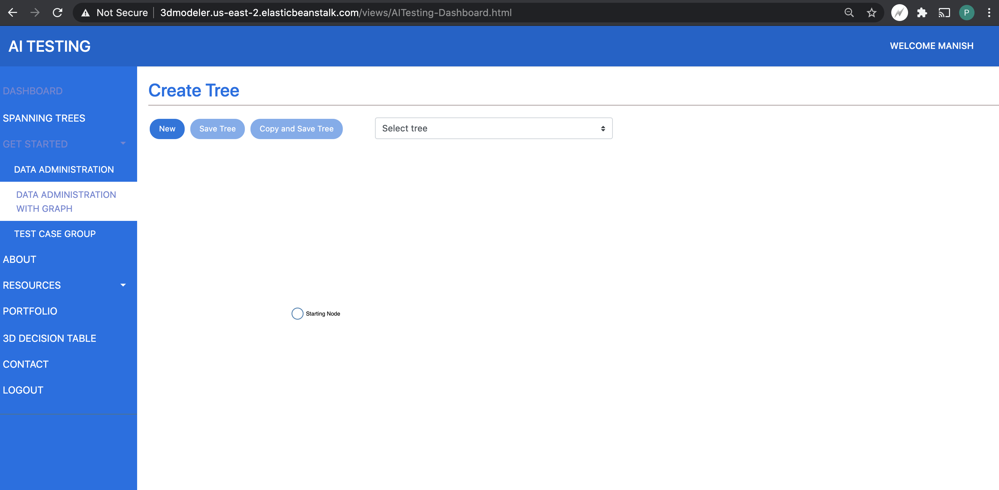 Not Secure
3dmodeler.us-east-2.elasticbeanstalk.com/views/AITesting-Dashboard.html
P
AI TESTING
WELCOME MANISH
DASHBOARD
SPANNING TREES
GET STARTED
DATA ADMINISTRATION
DATA ADMINISTRATION
WITH GRAPH
TEST CASE GROUP
ABOUT
RESOURCES
PORTFOLIO
3D DECISION TABLE
CONTACT
LOGOUT
Create Tree
New
Save Tree
Copy and Save Tree
Select tree
Starting Node